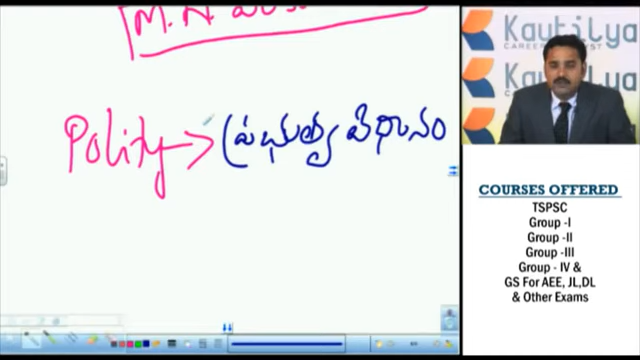 M.A
Polity → ప్రభుత్వ విధానం
Kautilya
CAREER
Kautilya
COURSES OFFERED
TSPSC
Group -I
Group -II
Group -III
Group - IV &
GS For AEE, JL,DL
& Other Exams